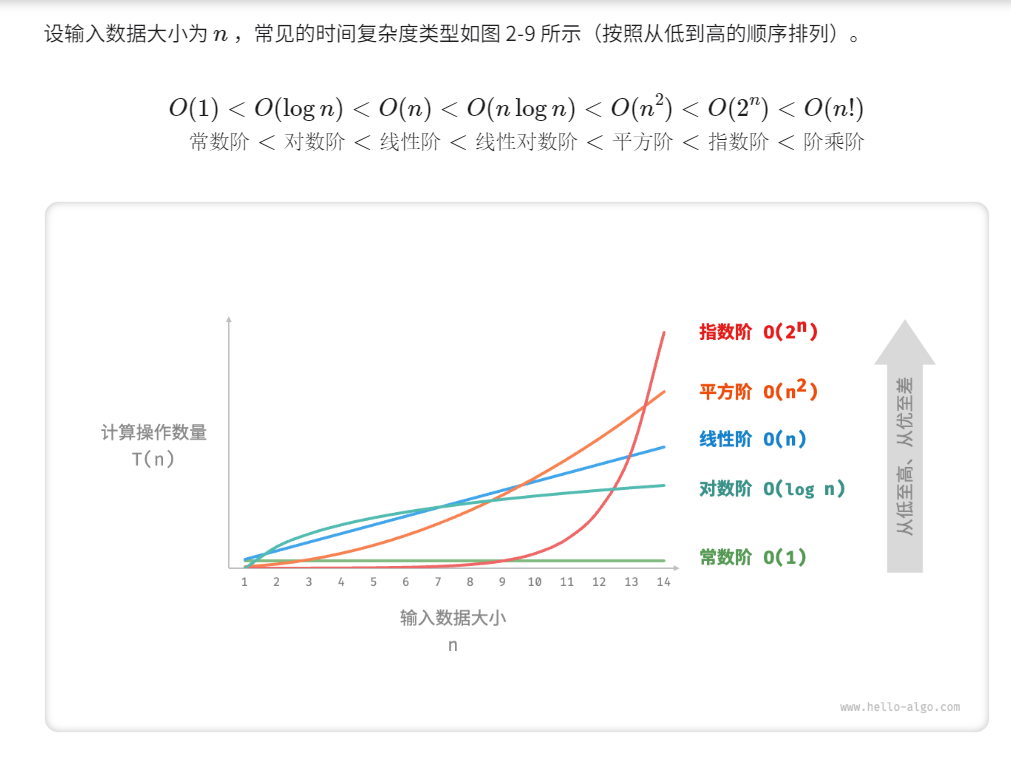 设输入数据大小为 n ，常见的时间复杂度类型如图 2-9 所示（按照从低到高的顺序排列）。
O(1) < O(log n) < O(n) < O(n log n) < O(n²) < O(2ⁿ) < O(n!)
常数阶 < 对数阶 < 线性阶 < 线性对数阶 < 平方阶 < 指数阶 < 阶乘阶
指数阶 O(2ⁿ)
平方阶 O(n²)
线性阶 O(n)
对数阶 O(log n)
常数阶 O(1)
从低至高、从优至差
计算操作数量
T(n)
1 2 3 4 5 6 7 8 9 10 11 12 13 14
输入数据大小
n
www.hello-algo.com